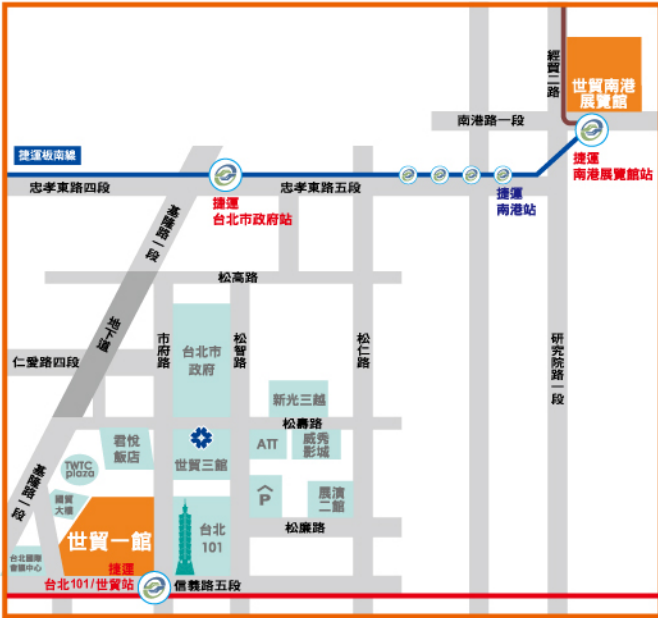 經貿二路
世貿南港
展覽館
南港路一段
捷運板南線
捷運
南港展覽館站
忠孝東路四段
忠孝東路五段
捷運
台北市政府站
捷運
南港站
基隆路一段
松高路
地下道
市府路
台北市
政府
松智路
松仁路
研究院路一段
仁愛路四段
新光三越
松壽路
君悅
飯店
世貿三館
ATT
威秀
影城
TWTC
plaza
基隆路一段
國貿
大樓
P
展演
二館
世貿一館
台北
101
松廉路
台北國際
會議中心
捷運
台北101/世貿站
信義路五段